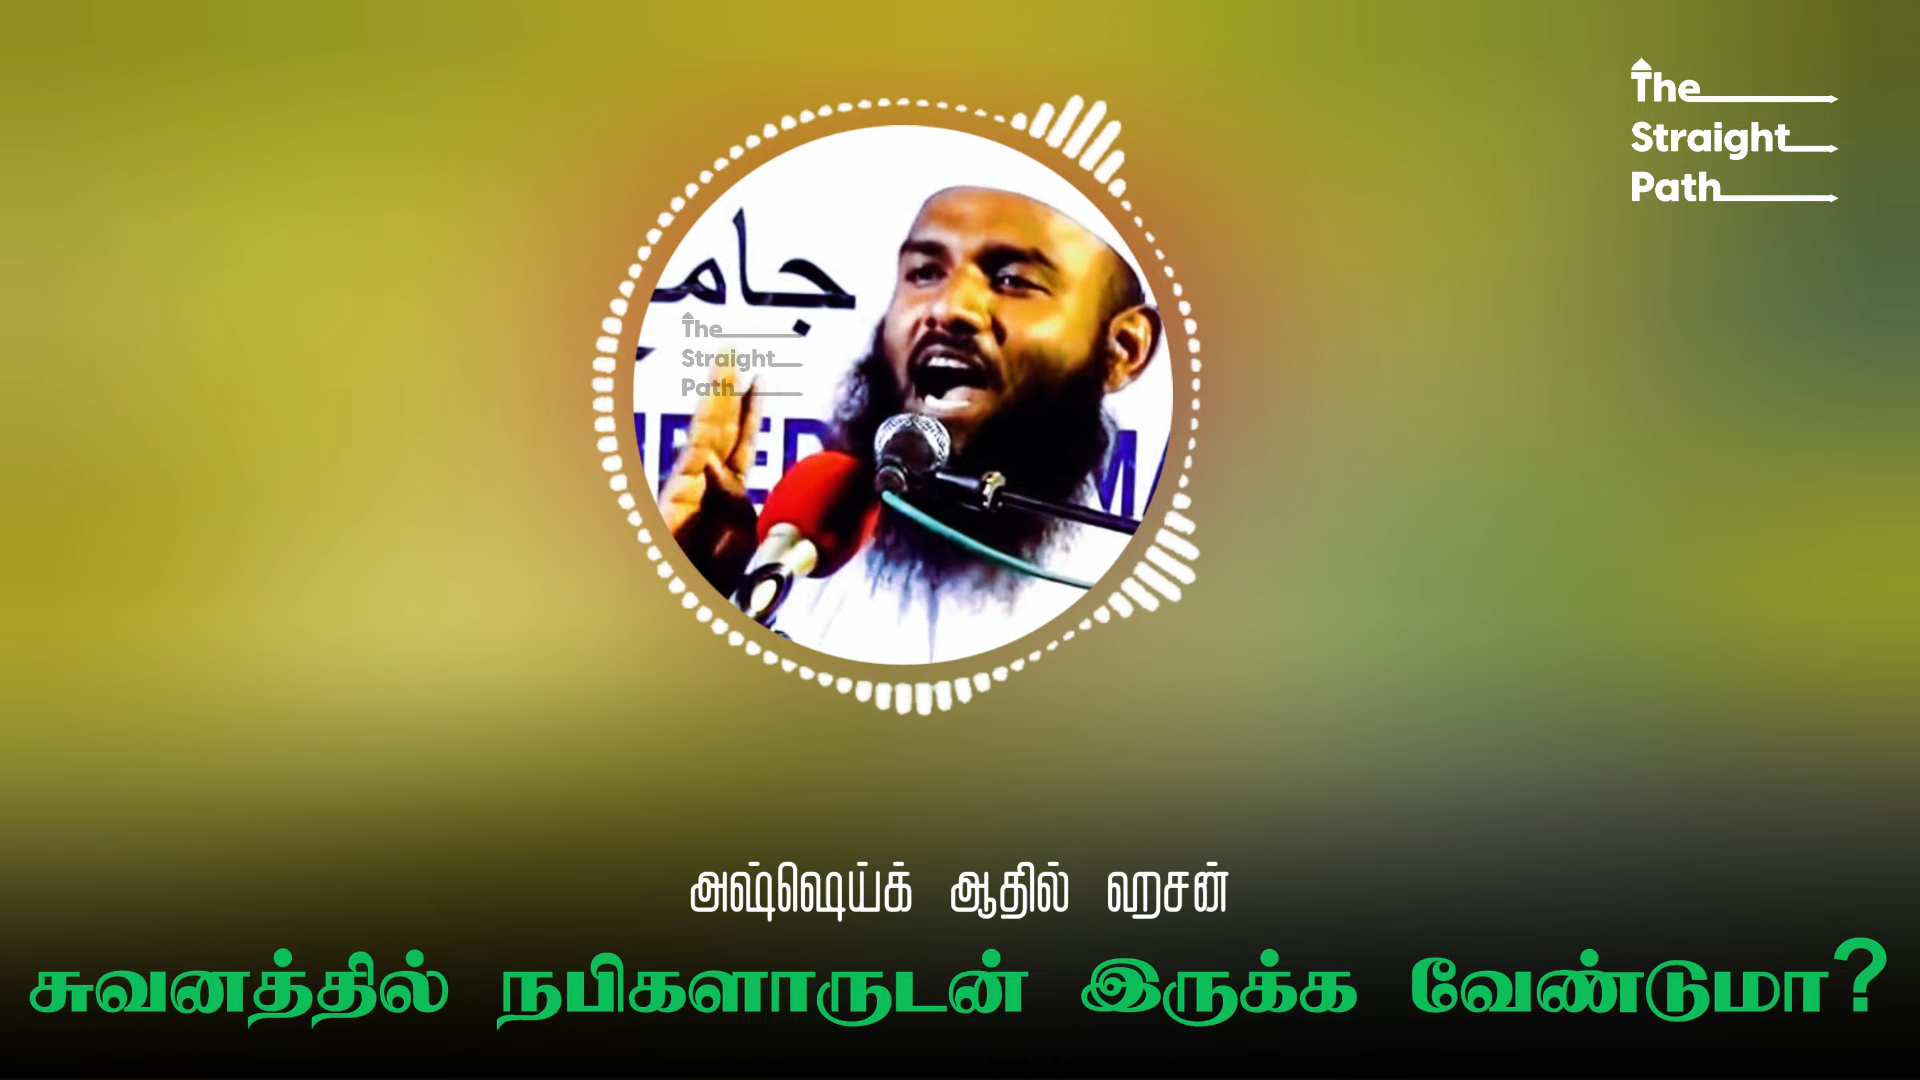 The
Straight
Path
جام
The
Straight
Path
அஷ்ஷெய்க் ஆதில் ஹசன்
சுவனத்தில் நபிகளாருடன் இருக்க வேண்டுமா?